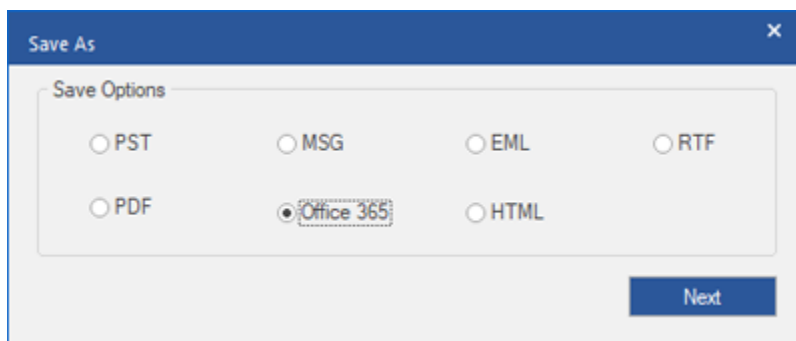 Save As
Save Options
PST MSG EML RTF
PDF Office 365 HTML
Next